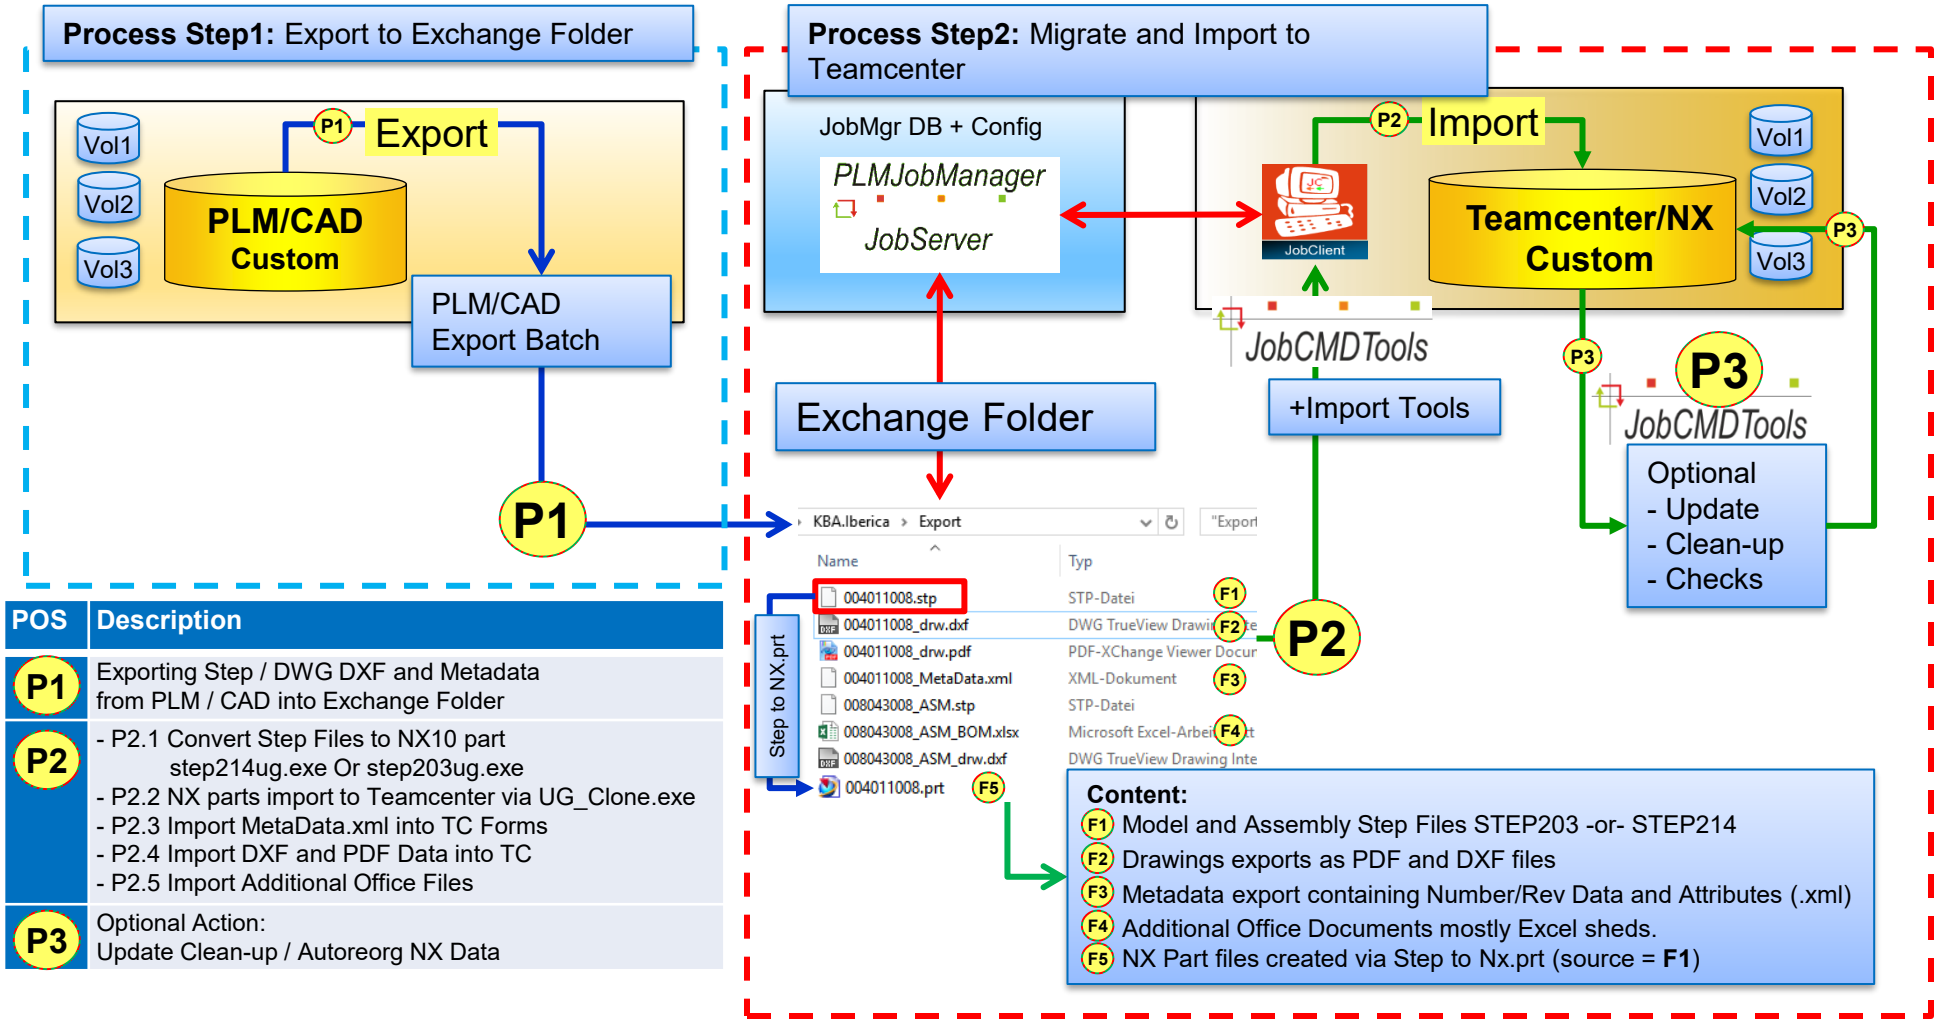 Process Step1: Export to Exchange Folder
Vol1
Vol2
Vol3
P1
Export
PLM/CAD
Custom
PLM/CAD
Export Batch
P1
Process Step2: Migrate and Import to
Teamcenter
JobMgr DB + Config
PLMJobManager
JobServer
JC
JobClient
P2
Import
Teamcenter/NX
Custom
Vol1
Vol2
Vol3
P3
JobCMDTools
+Import Tools
P3
P3
JobCMDTools
Optional
- Update
- Clean-up
- Checks
Exchange Folder
KBA.Iberica > Export
"Export
Name Typ
004011008.stp STP-Datei F1
004011008_drw.dxf DWG TrueView Drawin F2 nte
004011008_drw.pdf PDF-XChange Viewer Docur
004011008_MetaData.xml XML-Dokument F3
008043008_ASM.stp STP-Datei
008043008_ASM_BOM.xlsx Microsoft Excel-Arbei F4 tt
008043008_ASM_drw.dxf DWG TrueView Drawing Inte
004011008.prt F5
Step to NX.prt
P2
Content:
F1 Model and Assembly Step Files STEP203 -or- STEP214
F2 Drawings exports as PDF and DXF files
F3 Metadata export containing Number/Rev Data and Attributes (.xml)
F4 Additional Office Documents mostly Excel sheds.
F5 NX Part files created via Step to Nx.prt (source = F1)
POS Description
P1 Exporting Step / DWG DXF and Metadata
from PLM / CAD into Exchange Folder
P2 - P2.1 Convert Step Files to NX10 part
step214ug.exe Or step203ug.exe
- P2.2 NX parts import to Teamcenter via UG_Clone.exe
- P2.3 Import MetaData.xml into TC Forms
- P2.4 Import DXF and PDF Data into TC
- P2.5 Import Additional Office Files
P3 Optional Action:
Update Clean-up / Autoreorg NX Data